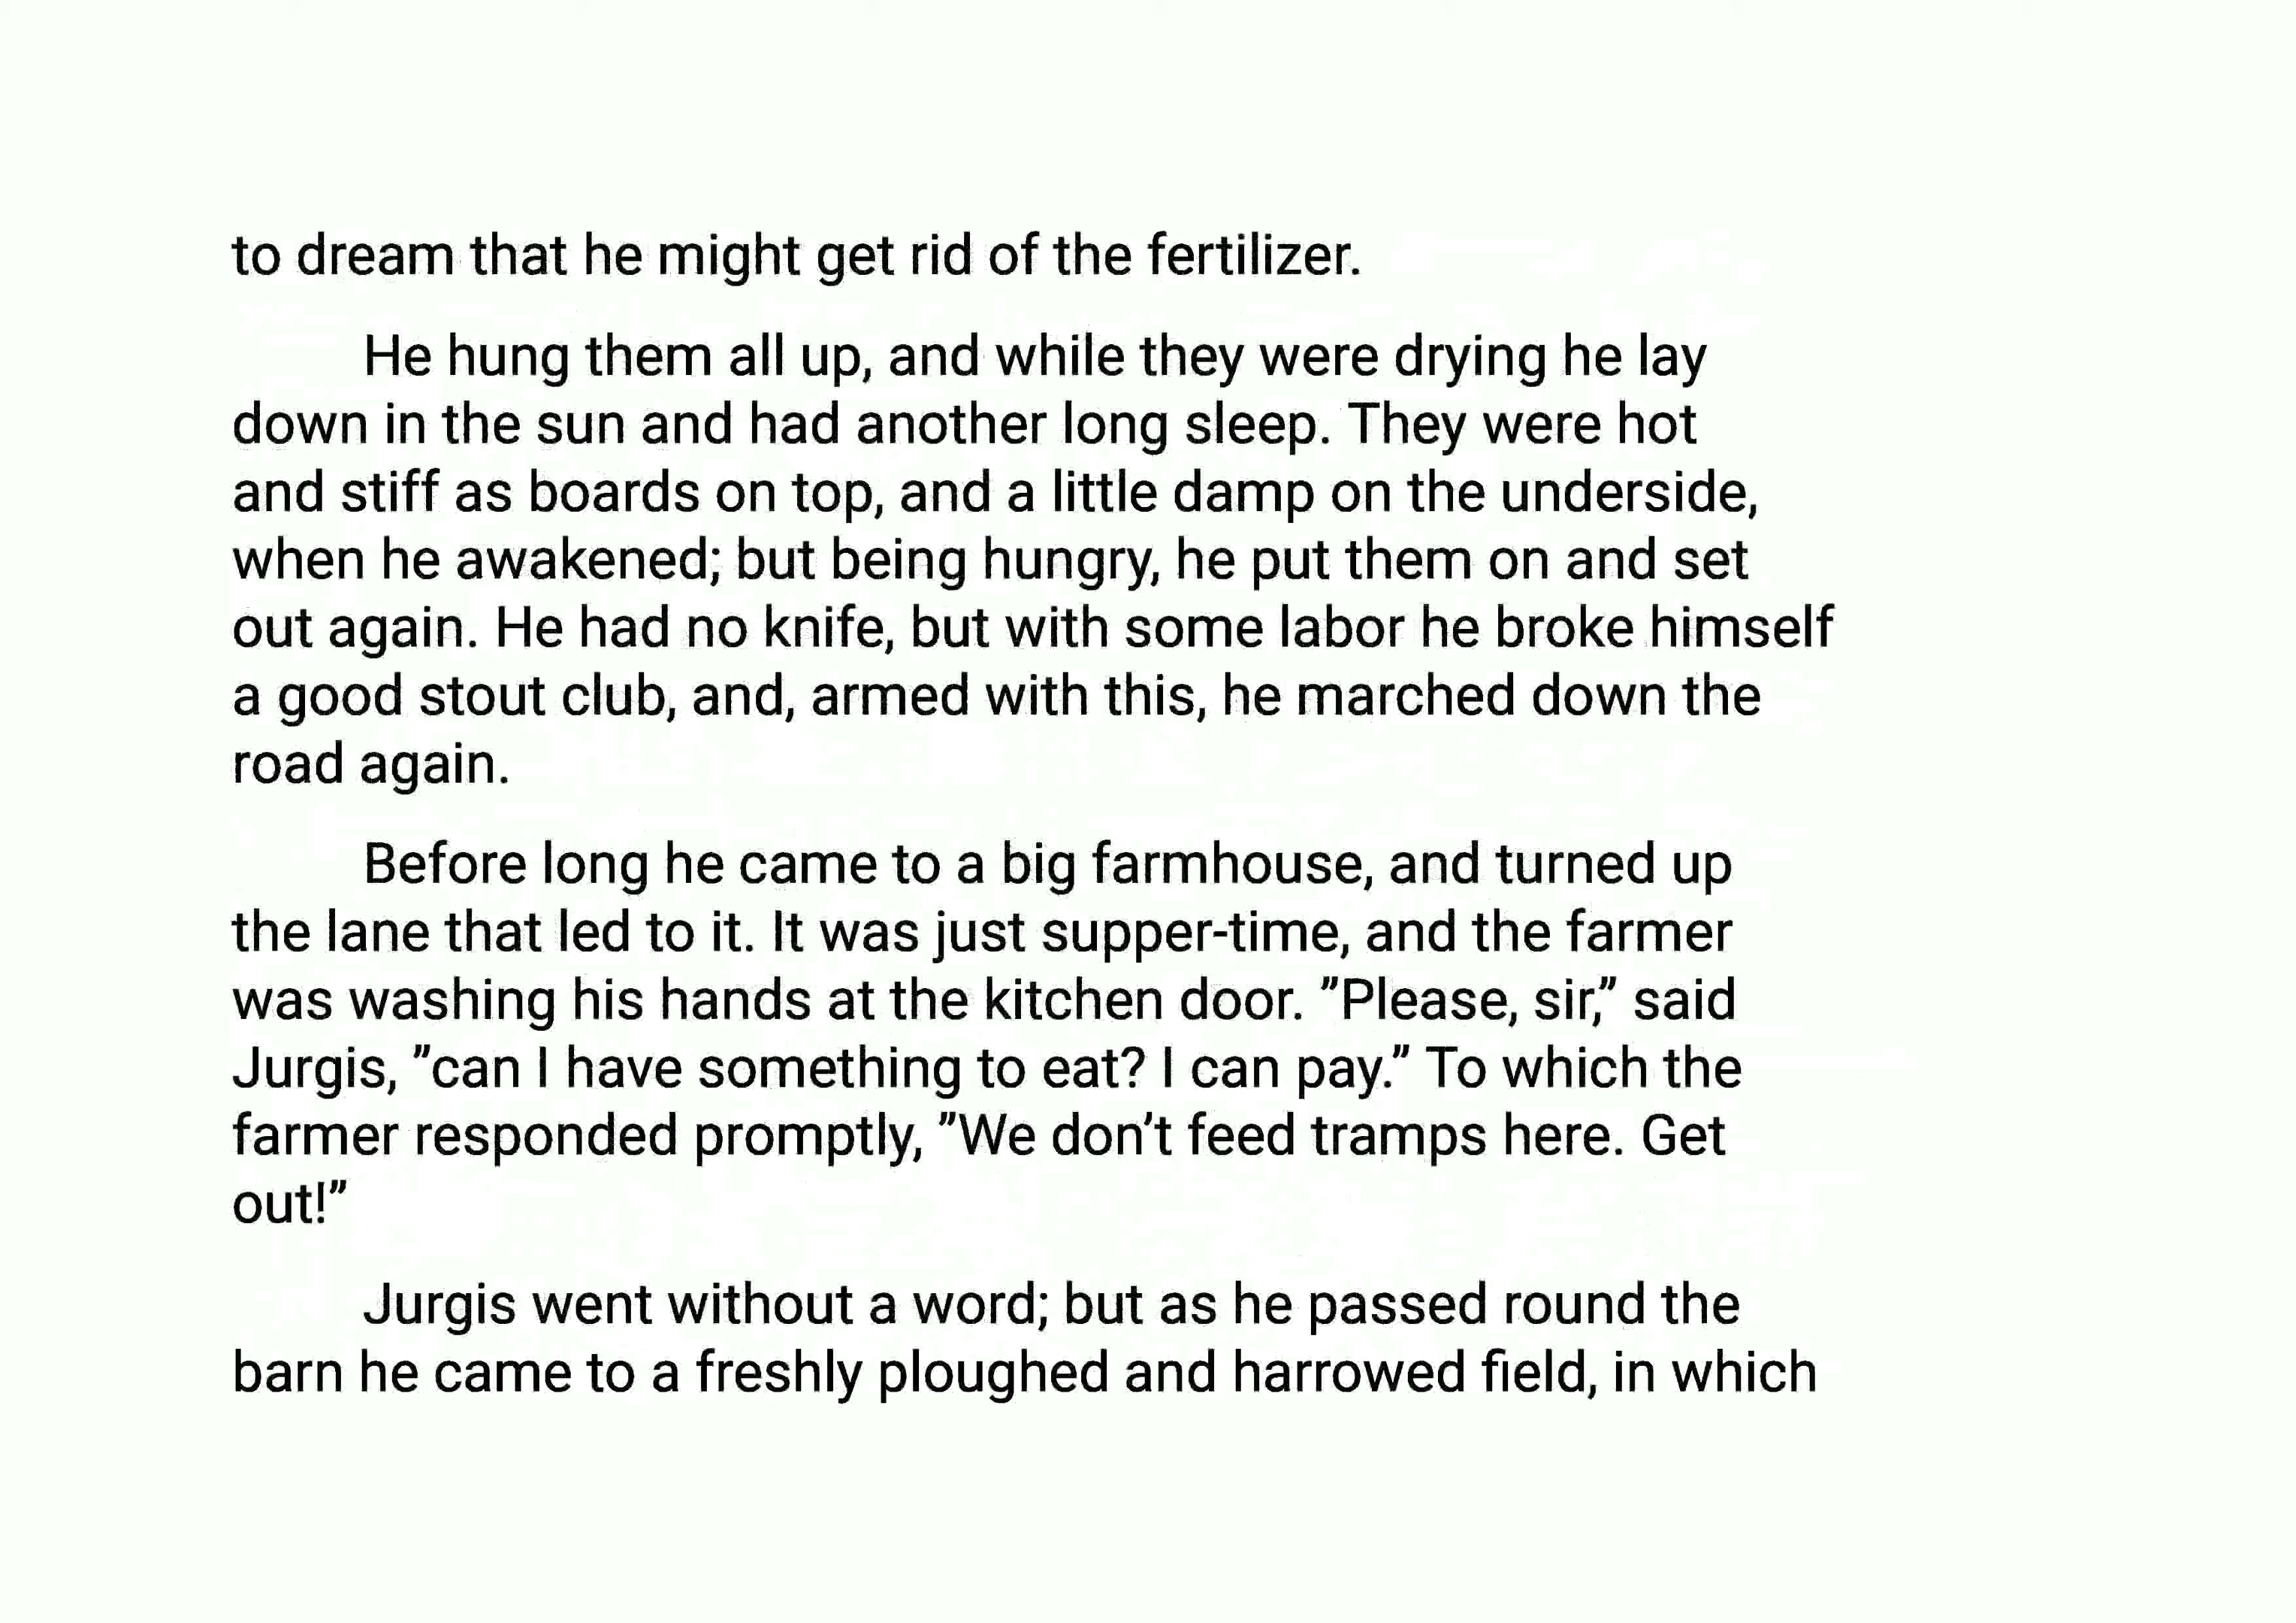 to dream that he might get rid of the fertilizer.
He hung them all up, and while they were drying he lay
down in the sun and had another long sleep. They were hot
and stiff as boards on top, and a little damp on the underside,
when he awakened; but being hungry, he put them on and set
out again. He had no knife, but with some labor he broke himself
a good stout club, and, armed with this, he marched down the
road again.
Before long he came to a big farmhouse, and turned up
the lane that led to it. It was just supper-time, and the farmer
was washing his hands at the kitchen door. ”Please, sir,” said
Jurgis, ”can I have something to eat? I can pay.” To which the
farmer responded promptly, ”We don’t feed tramps here. Get
out!”
Jurgis went without a word; but as he passed round the
barn he came to a freshly ploughed and harrowed field, in which